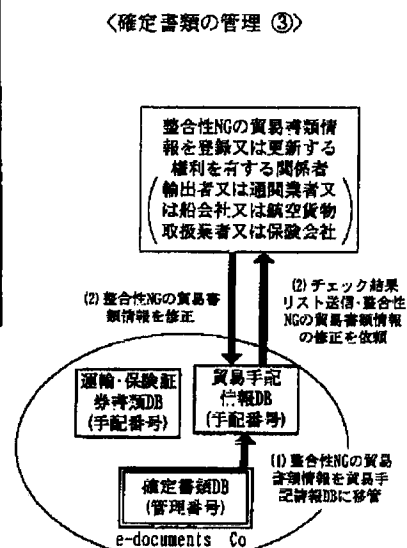 〈確定書類の管理 ③〉
整合性NGの貿易書類情
報を登録又は更新する
権利を有する関係者
輸出者又は通関業者又
は船会社又は航空貨物
取扱業者又は保険会社
(2) 整合性NGの貿易書
類情報を修正
(2) チェック結果
リスト送信・整合性
NGの貿易書類情報
の修正を依頼
運輸・保険証
券書類DB
(手配番号)
貿易手配
情報DB
(手配番号)
(1) 整合性NGの貿易
書類情報を貿易手
配情報DBに移管
確定書類DB
(管理番号)
e-documents Co